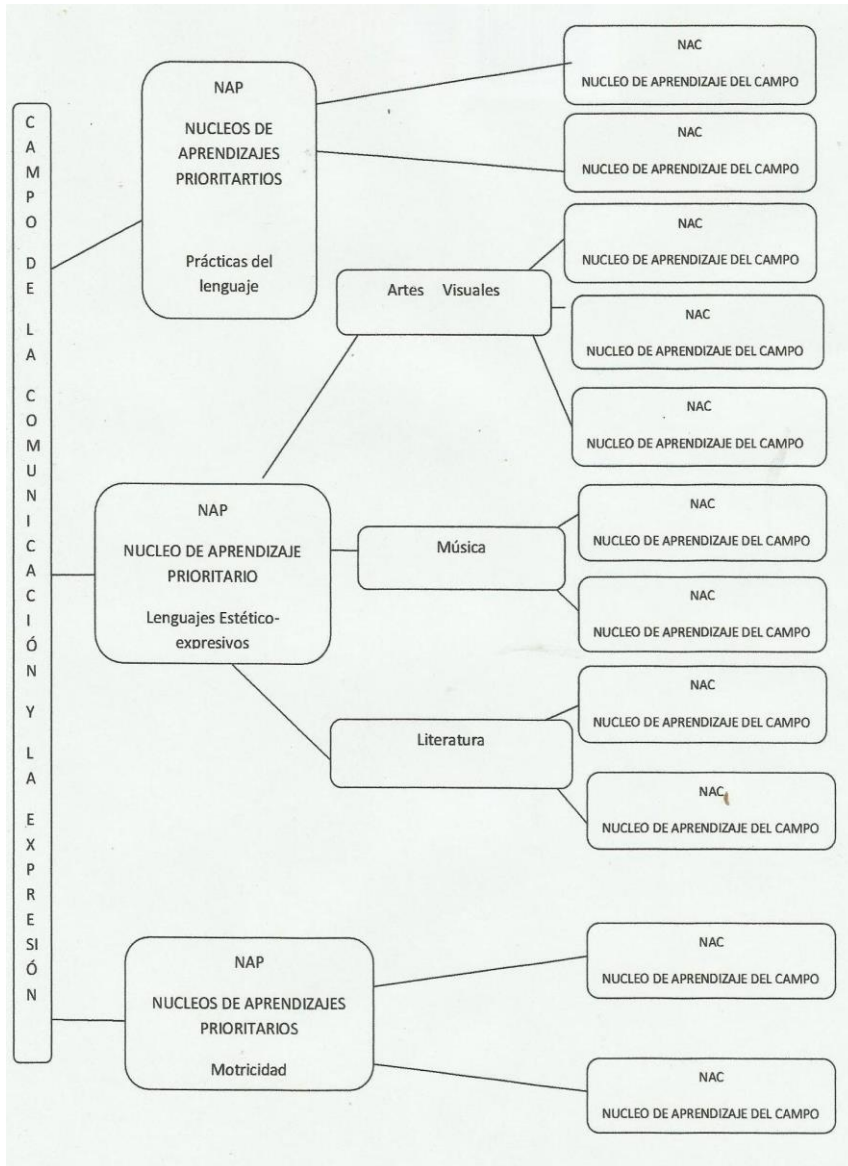 CAMPO DE LA COMUNICACIÓN Y LA EXPRESIÓN
NAP
NUCLEOS DE
APRENDIZAJES
PRIORITARTIOS
Prácticas del
lenguaje
NAC
NUCLEO DE APRENDIZAJE DEL CAMPO
NAC
NUCLEO DE APRENDIZAJE DEL CAMPO
NAP
NUCLEO DE APRENDIZAJE
PRIORITARIO
Lenguajes Estético-
expresivos
Artes Visuales
NAC
NUCLEO DE APRENDIZAJE DEL CAMPO
NAC
NUCLEO DE APRENDIZAJE DEL CAMPO
NAC
NUCLEO DE APRENDIZAJE DEL CAMPO
Música
NAC
NUCLEO DE APRENDIZAJE DEL CAMPO
NAC
NUCLEO DE APRENDIZAJE DEL CAMPO
Literatura
NAC
NUCLEO DE APRENDIZAJE DEL CAMPO
NAC
NUCLEO DE APRENDIZAJE DEL CAMPO
NAP
NUCLEOS DE APRENDIZAJES
PRIORITARIOS
Motricidad
NAC
NUCLEO DE APRENDIZAJE DEL CAMPO
NAC
NUCLEO DE APRENDIZAJE DEL CAMPO